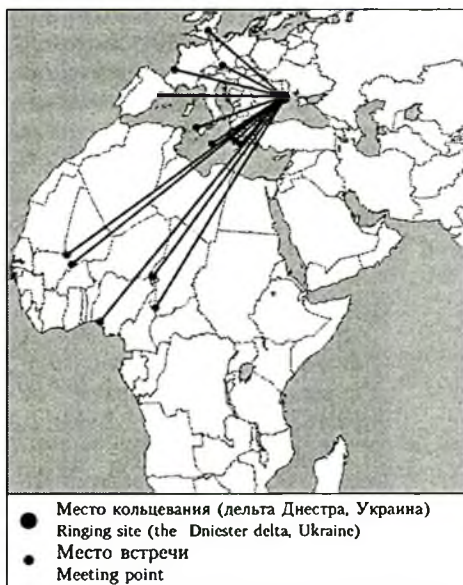 Место кольцевания (дельта Днестра, Украина)
Ringing site (the Dniester delta, Ukraine)
Место встречи
Meeting point